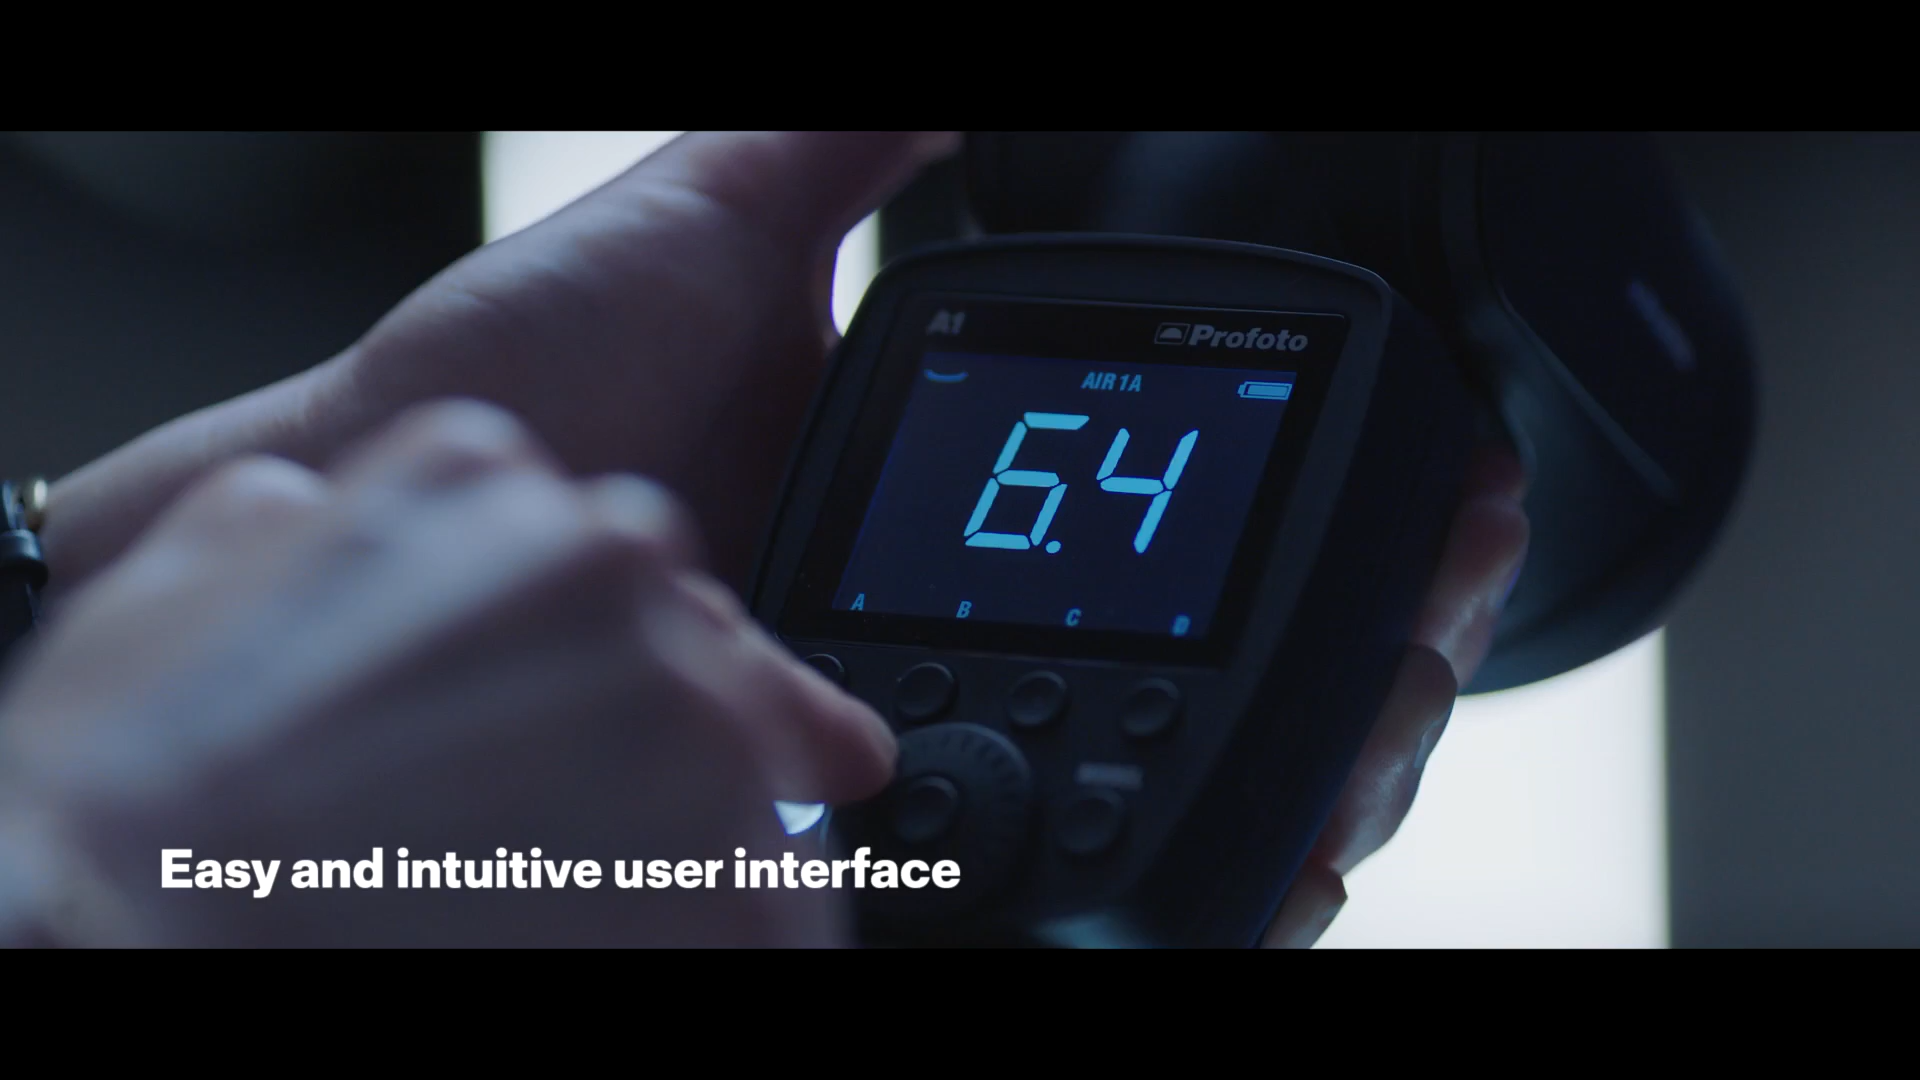 A1
Profoto
AIR 1A
6.4
A B C D
Easy and intuitive user interface